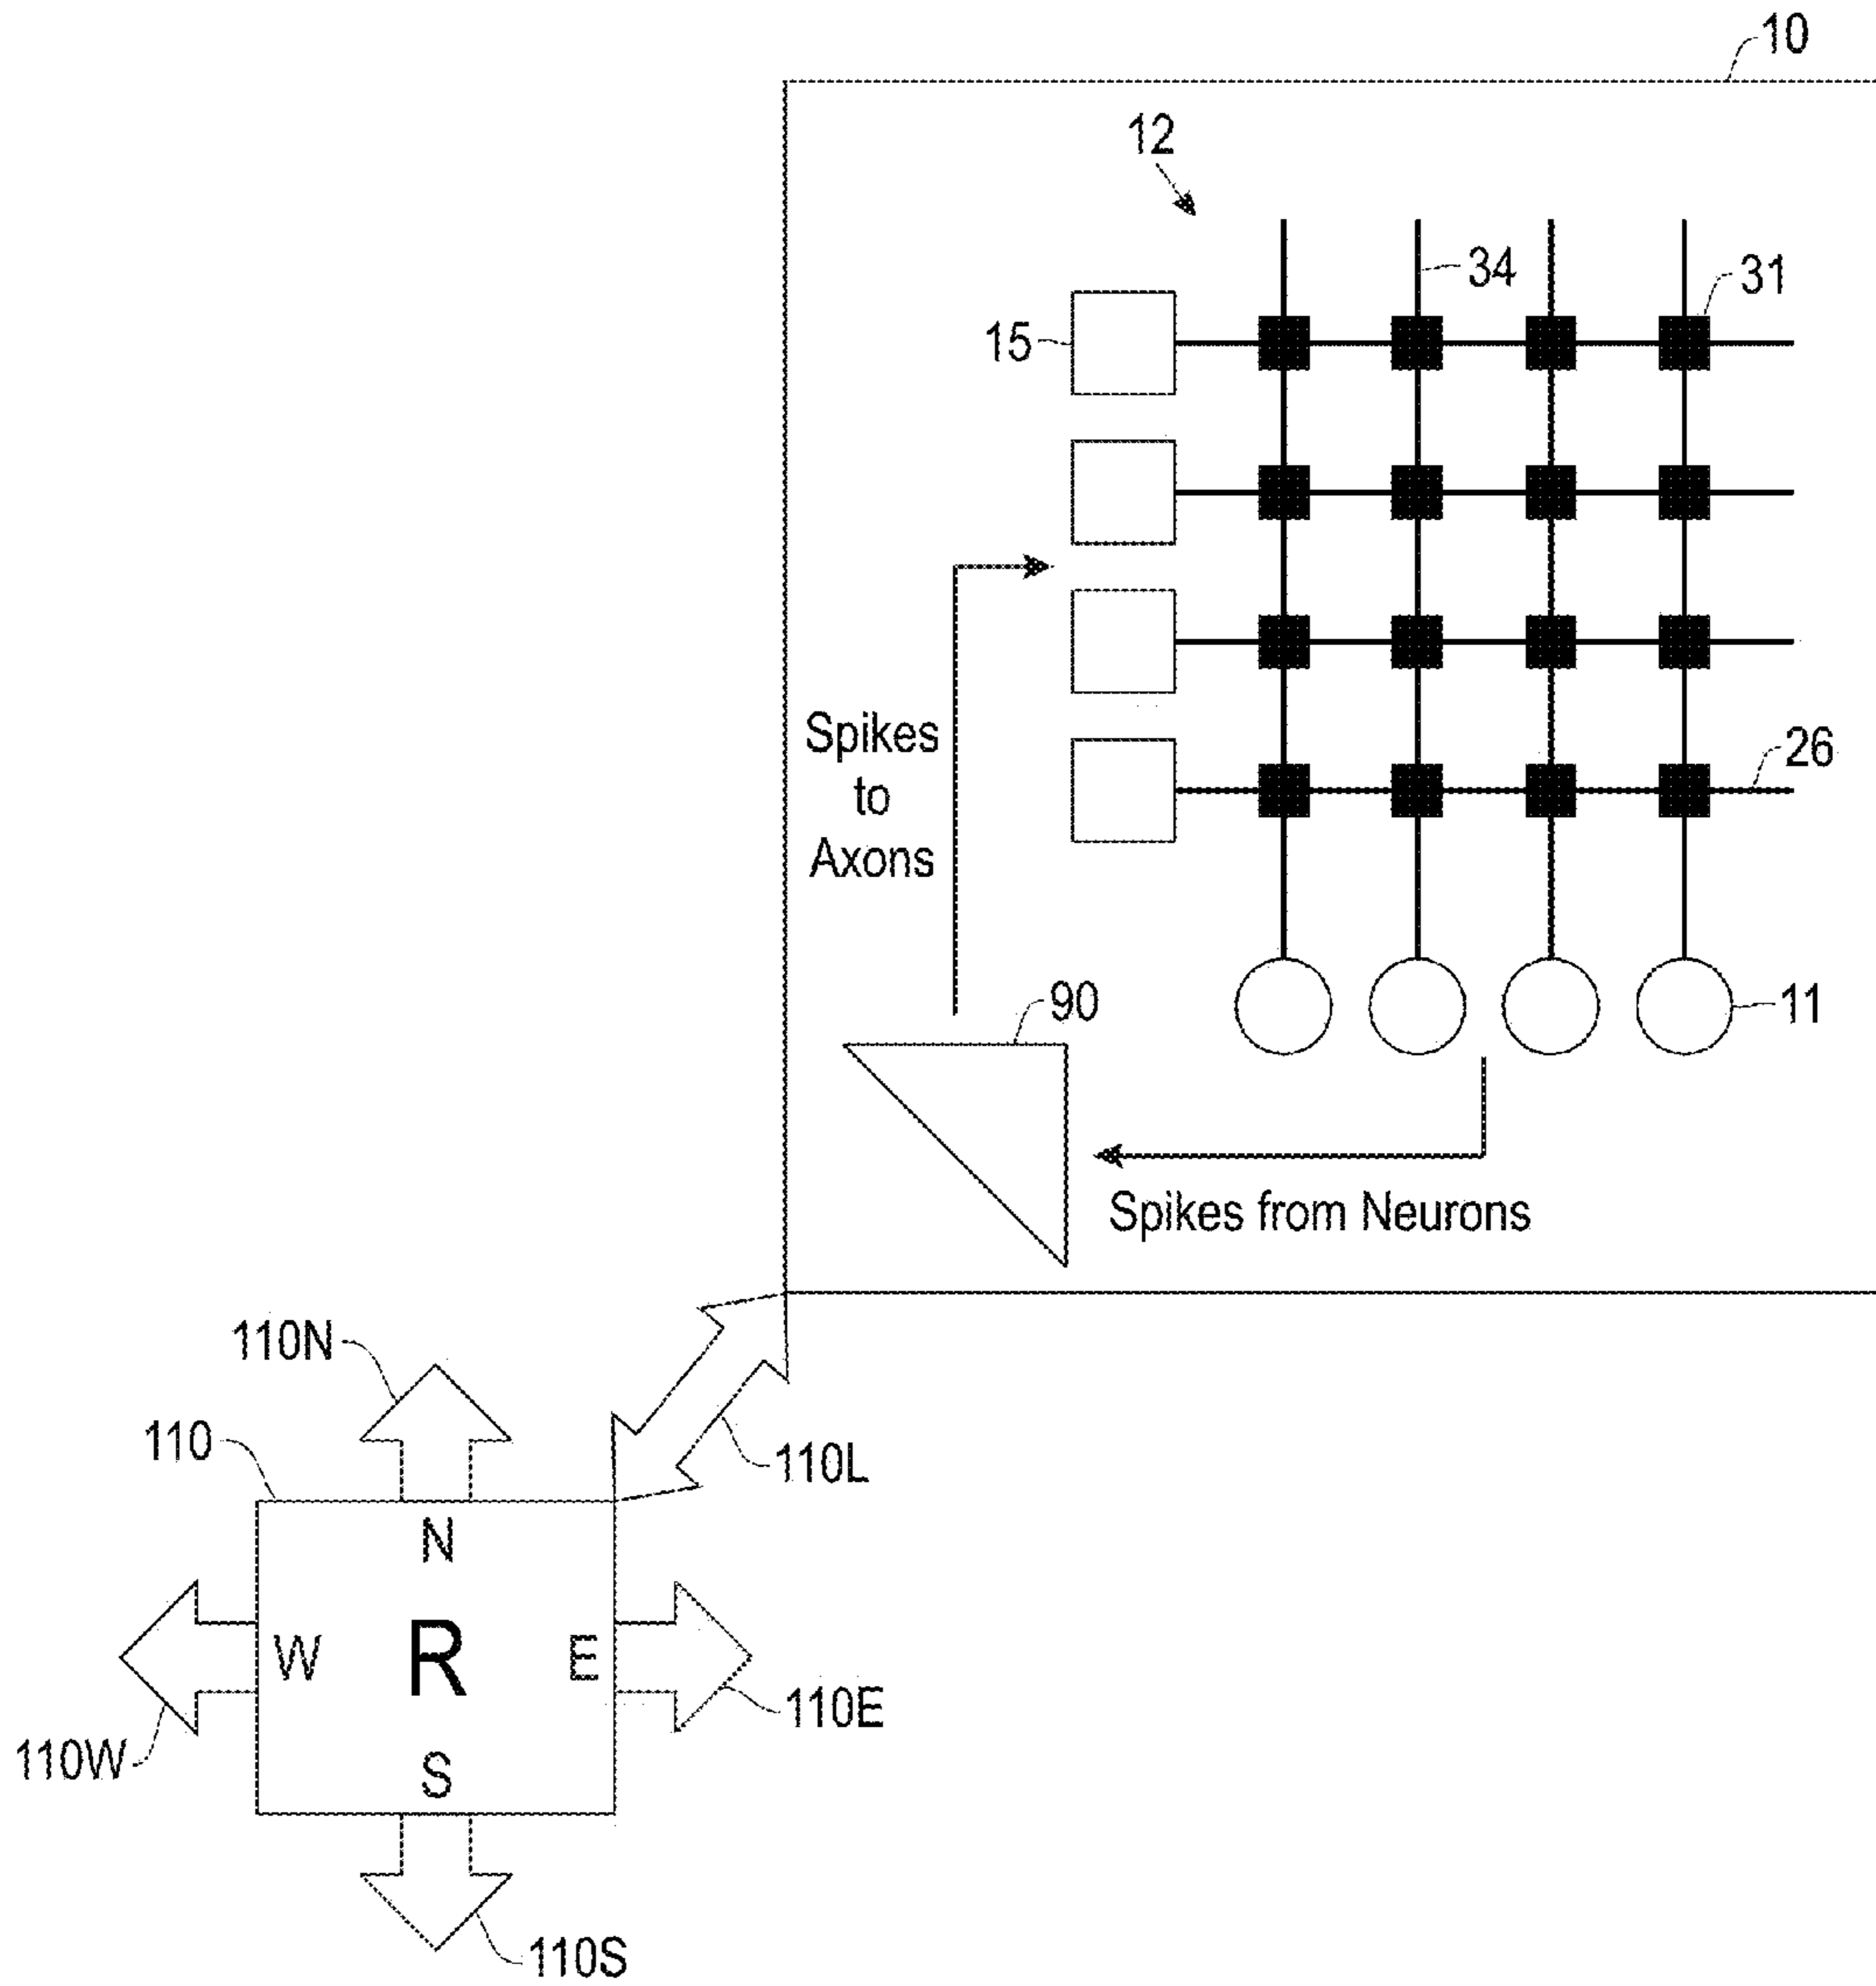 10
12
34
31
15
Spikes
to
Axons
26
90
11
Spikes from Neurons
110N
110
110L
N
W
R
E
110E
110W
S
110S